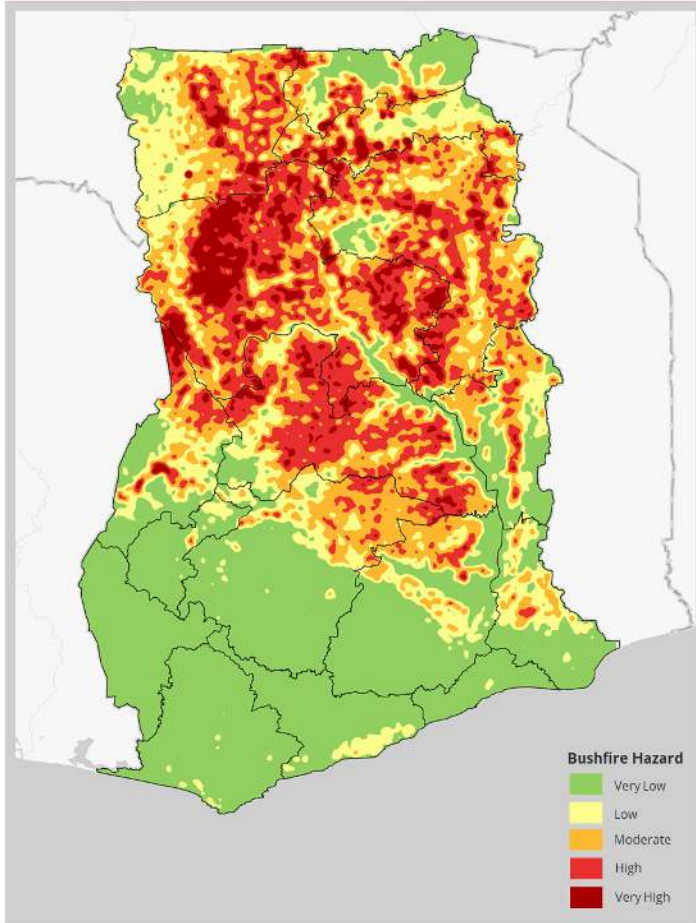 Bushfire Hazard
Very Low
Low
Moderate
High
Very High